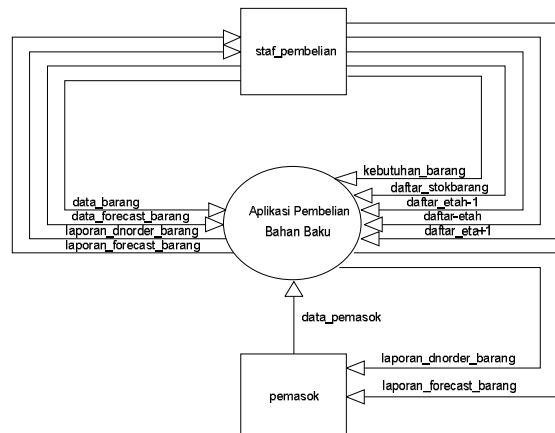 staf_pembelian
kebutuhan_barang
daftar_stokbarang
data_barang
daftar_etah-1
data_forecast_barang
daftar-etah
laporan_dnorder_barang
daftar_eta+1
laporan_forecast_barang
Aplikasi Pembelian
Bahan Baku
data_pemasok
laporan_dnorder_barang
laporan_forecast_barang
pemasok